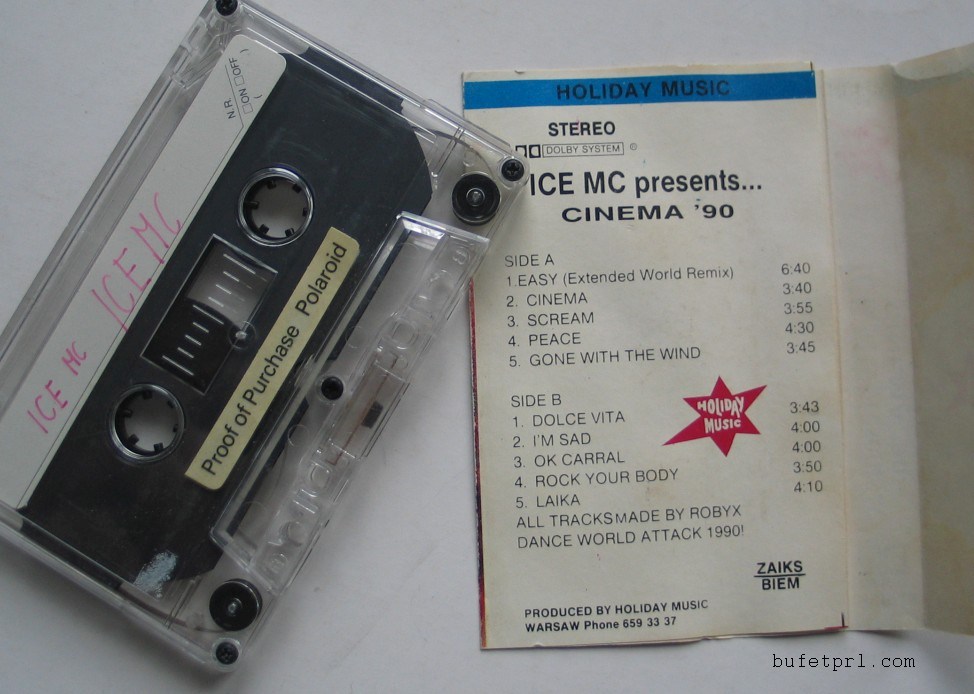 N.R
ON OFF
( )
ICE MC
ICE MC
Proof of Purchase Polaroid
HOLIDAY MUSIC
STEREO
DOLBY SYSTEM ©
ICE MC presents...
CINEMA '90
SIDE A
1.EASY (Extended World Remix) 6:40
2. CINEMA 3:40
3. SCREAM 3:55
4. PEACE 4:30
5. GONE WITH THE WIND 3:45
SIDE B
1. DOLCE VITA 3:43
2. I'M SAD 4:00
3. OK CARRAL 4:00
4. ROCK YOUR BODY 3:50
5. LAIKA 4:10
HOLIDAY
MUSIC
ALL TRACKSMADE BY ROBYX
DANCE WORLD ATTACK 1990!
ZAIKS
BIEM
PRODUCED BY HOLIDAY MUSIC
WARSAW Phone 659 33 37
bufetprl.com